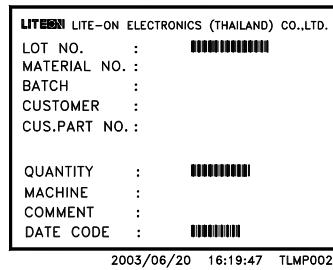 LITEON LITE-ON ELECTRONICS (THAILAND) CO.,LTD.
LOT NO. :
MATERIAL NO. :
BATCH :
CUSTOMER :
CUS.PART NO. :
QUANTITY :
MACHINE :
COMMENT :
DATE CODE :
2003/06/20 16:19:47 TLMP002